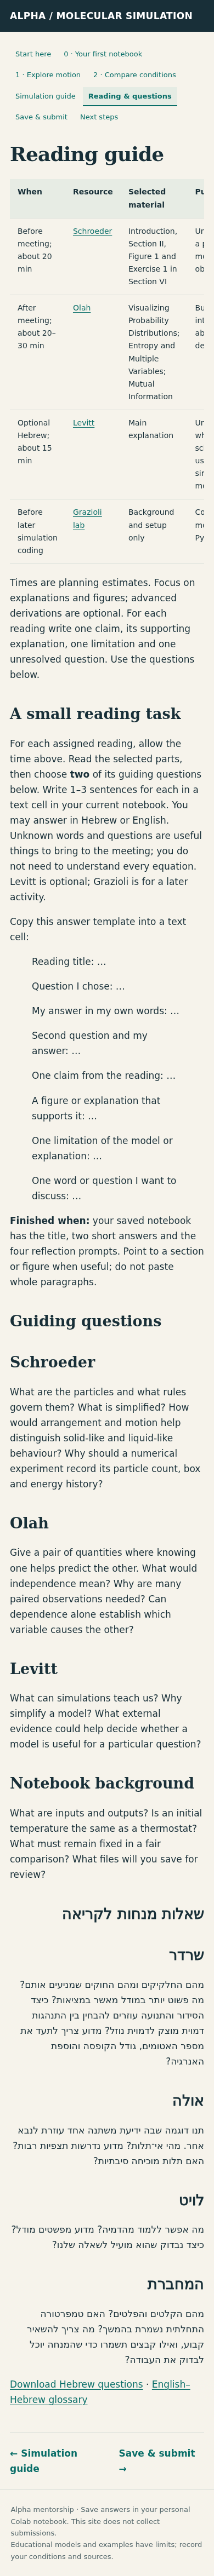 ALPHA / MOLECULAR SIMULATION
Start here 0 · Your first notebook
1 · Explore motion 2 · Compare conditions
Simulation guide Reading & questions
Save & submit Next steps
Reading guide
When Resource Selected material
Before meeting; about 20 min Schroeder Introduction, Section II, Figure 1 and Exercise 1 in Section VI
After meeting; about 20–30 min Olah Visualizing Probability Distributions; Entropy and Multiple Variables; Mutual Information
Optional Hebrew; about 15 min Levitt Main explanation
Before later simulation coding Grazioli lab Background and setup only
Times are planning estimates. Focus on
explanations and figures; advanced
derivations are optional. For each
reading write one claim, its supporting
explanation, one limitation and one
unresolved question. Use the questions
below.
A small reading task
For each assigned reading, allow the
time above. Read the selected parts,
then choose two of its guiding questions
below. Write 1–3 sentences for each in a
text cell in your current notebook. You
may answer in Hebrew or English.
Unknown words and questions are useful
things to bring to the meeting; you do
not need to understand every equation.
Levitt is optional; Grazioli is for a later
activity.
Copy this answer template into a text
cell:
Reading title: …
Question I chose: …
My answer in my own words: …
Second question and my
answer: …
One claim from the reading: …
A figure or explanation that
supports it: …
One limitation of the model or
explanation: …
One word or question I want to
discuss: …
Finished when: your saved notebook
has the title, two short answers and the
four reflection prompts. Point to a section
or figure when useful; do not paste
whole paragraphs.
Guiding questions
Schroeder
What are the particles and what rules
govern them? What is simplified? How
would arrangement and motion help
distinguish solid-like and liquid-like
behaviour? Why should a numerical
experiment record its particle count, box
and energy history?
Olah
Give a pair of quantities where knowing
one helps predict the other. What would
independence mean? Why are many
paired observations needed? Can
dependence alone establish which
variable causes the other?
Levitt
What can simulations teach us? Why
simplify a model? What external
evidence could help decide whether a
model is useful for a particular question?
Notebook background
What are inputs and outputs? Is an initial
temperature the same as a thermostat?
What must remain fixed in a fair
comparison? What files will you save for
review?
שאלות מנחות לקריאה
שרדר
מהם החלקיקים ומהם החוקים שמניעים אותם?
מה פשוט יותר במודל מאשר במציאות? כיצד
הסידור והתנועה עוזרים להבחין בין התנהגות
דמוית מוצק לדמוית נוזל? מדוע צריך לתעד את
מספר האטומים, גודל הקופסה והוספת
האנרגיה?
אולה
תנו דוגמה שבה ידיעת משתנה אחד עוזרת לנבא
אחר. מהי אי־תלות? מדוע נדרשות תצפיות רבות?
האם תלות מוכיחה סיבתיות?
לויט
מה אפשר ללמוד מהדמיה? מדוע מפשטים מודל?
כיצד נבדוק שהוא מועיל לשאלה שלנו?
המחברת
מהם הקלטים והפלטים? האם טמפרטורה
התחלתית נשמרת בהמשך? מה צריך להשאיר
קבוע, ואילו קבצים תשמרו כדי שהמנחה יוכל
לבדוק את העבודה?
Download Hebrew questions · English–
Hebrew glossary
← Simulation guide
Save & submit →
Alpha mentorship · Save answers in your personal
Colab notebook. This site does not collect
submissions.
Educational models and examples have limits; record
your conditions and sources.